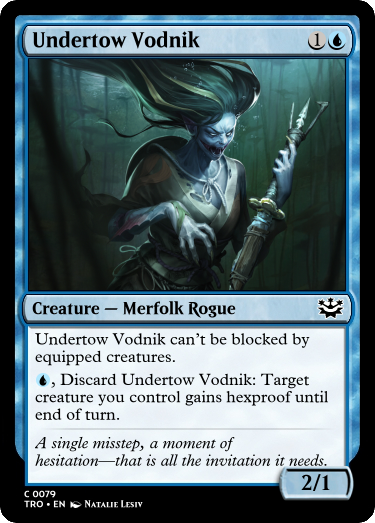 Undertow Vodnik 1
Creature — Merfolk Rogue
Undertow Vodnik can't be blocked by
equipped creatures.
, Discard Undertow Vodnik: Target
creature you control gains hexproof until
end of turn.
A single misstep, a moment of
hesitation—that is all the invitation it needs.
2/1
C 0079
TRO • EN Natalie Lesiv